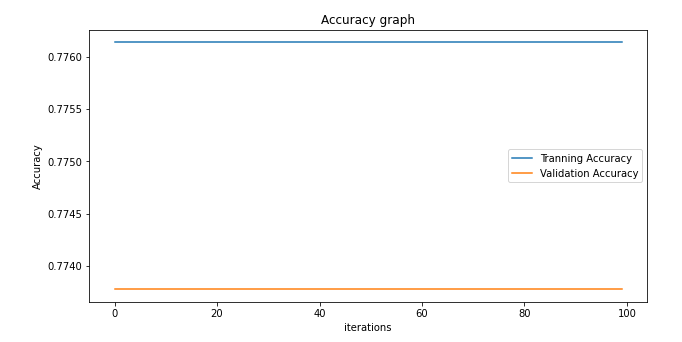 Accuracy graph
0.7760
0.7755
0.7750
0.7745
0.7740
Accuracy
Tranning Accuracy
Validation Accuracy
0
20
40
60
80
100
iterations